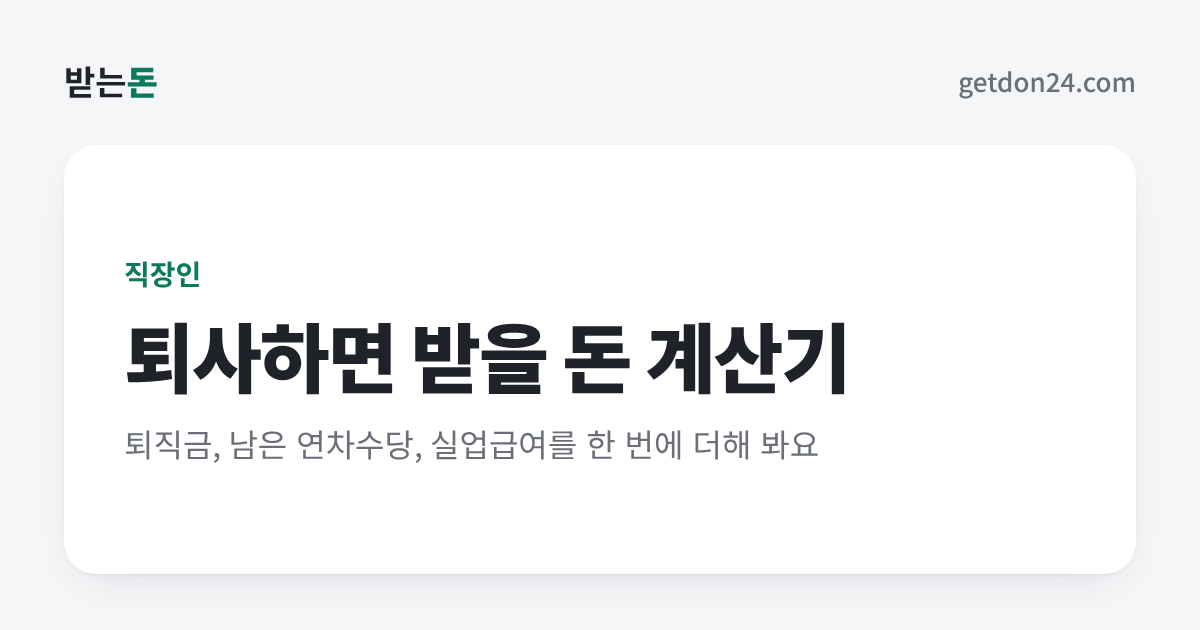 받는돈
getdon24.com
직장인
퇴사하면 받을 돈 계산기
퇴직금, 남은 연차수당, 실업급여를 한 번에 더해 봐요